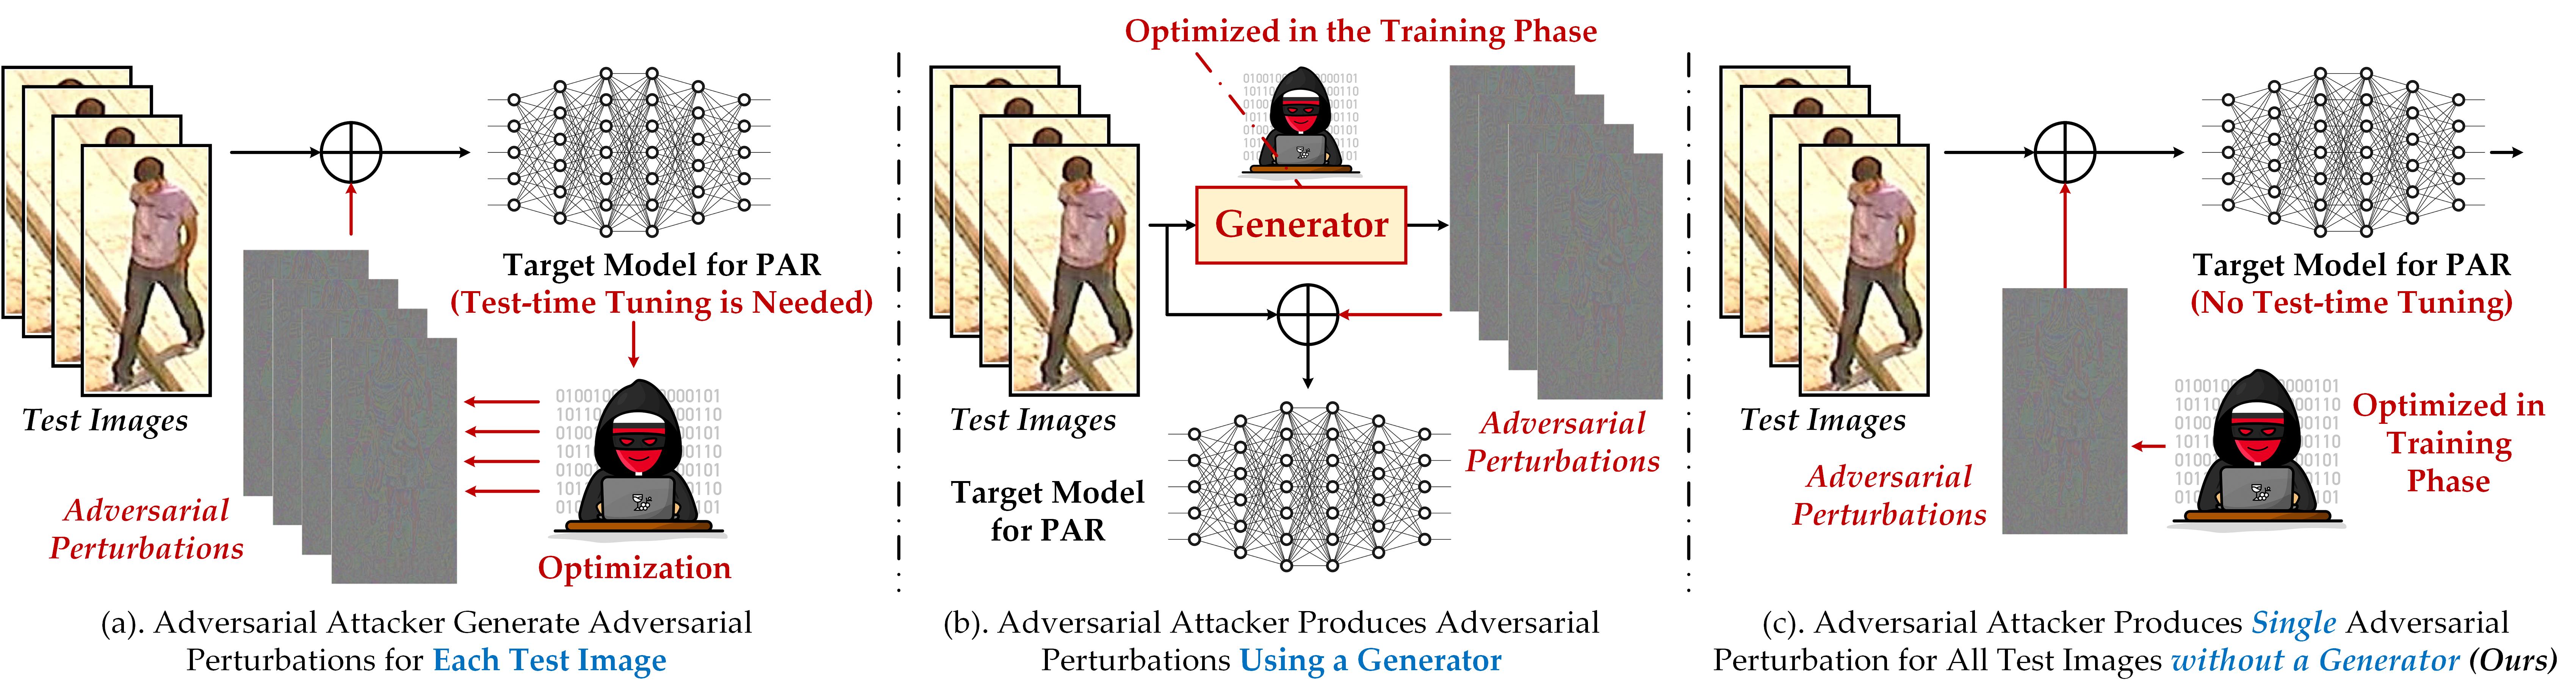 Test Images
Target Model for PAR
(Test-time Tuning is Needed)
Adversarial
Perturbations
Optimization
(a). Adversarial Attacker Generate Adversarial
Perturbations for Each Test Image
Optimized in the Training Phase
Generator
Test Images
Adversarial
Perturbations
Target Model
for PAR
(b). Adversarial Attacker Produces Adversarial
Perturbations Using a Generator
Test Images
Target Model for PAR
(No Test-time Tuning)
Optimized in
Training
Phase
Adversarial
Perturbations
(c). Adversarial Attacker Produces Single Adversarial
Perturbation for All Test Images without a Generator (Ours)